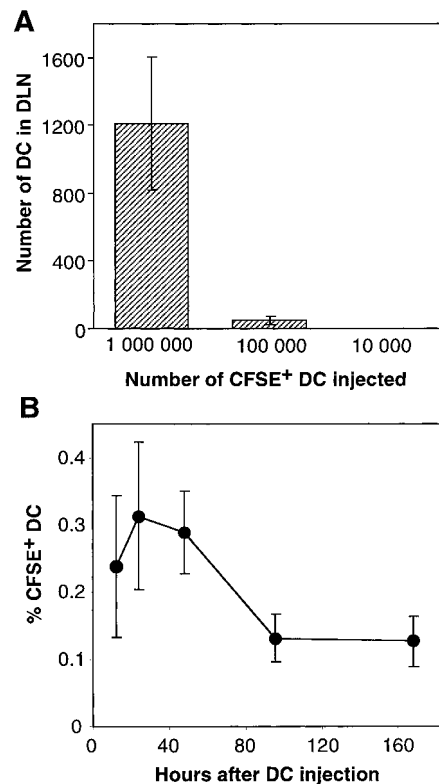 A
Number of DC in DLN
1600
1200
800
400
0
1 000 000 100 000 10 000
Number of CFSE+ DC injected
B
% CFSE+ DC
0.4
0.3
0.2
0.1
0
0 40 80 120 160
Hours after DC injection